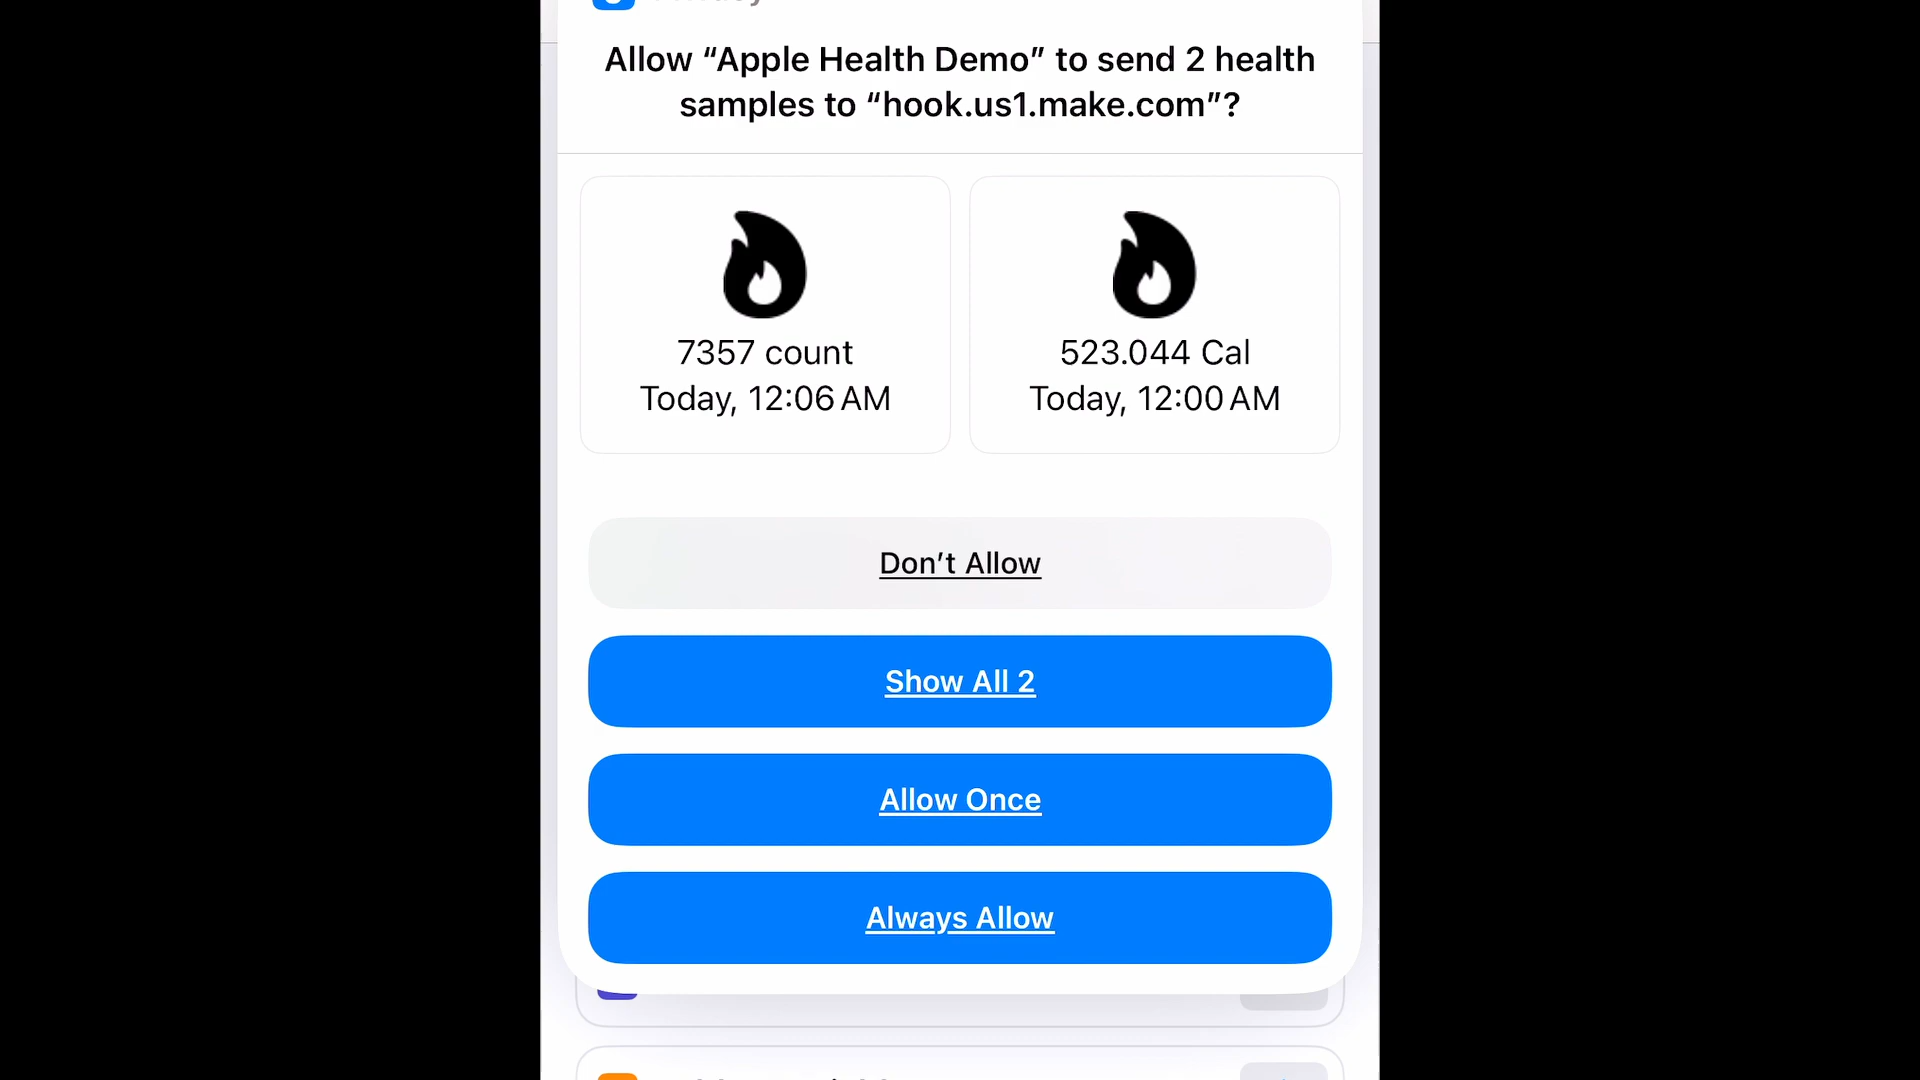 Allow “Apple Health Demo” to send 2 health
samples to “hook.us1.make.com”?
7357 count
Today, 12:06 AM
523.044 Cal
Today, 12:00 AM
Don’t Allow
Show All 2
Allow Once
Always Allow